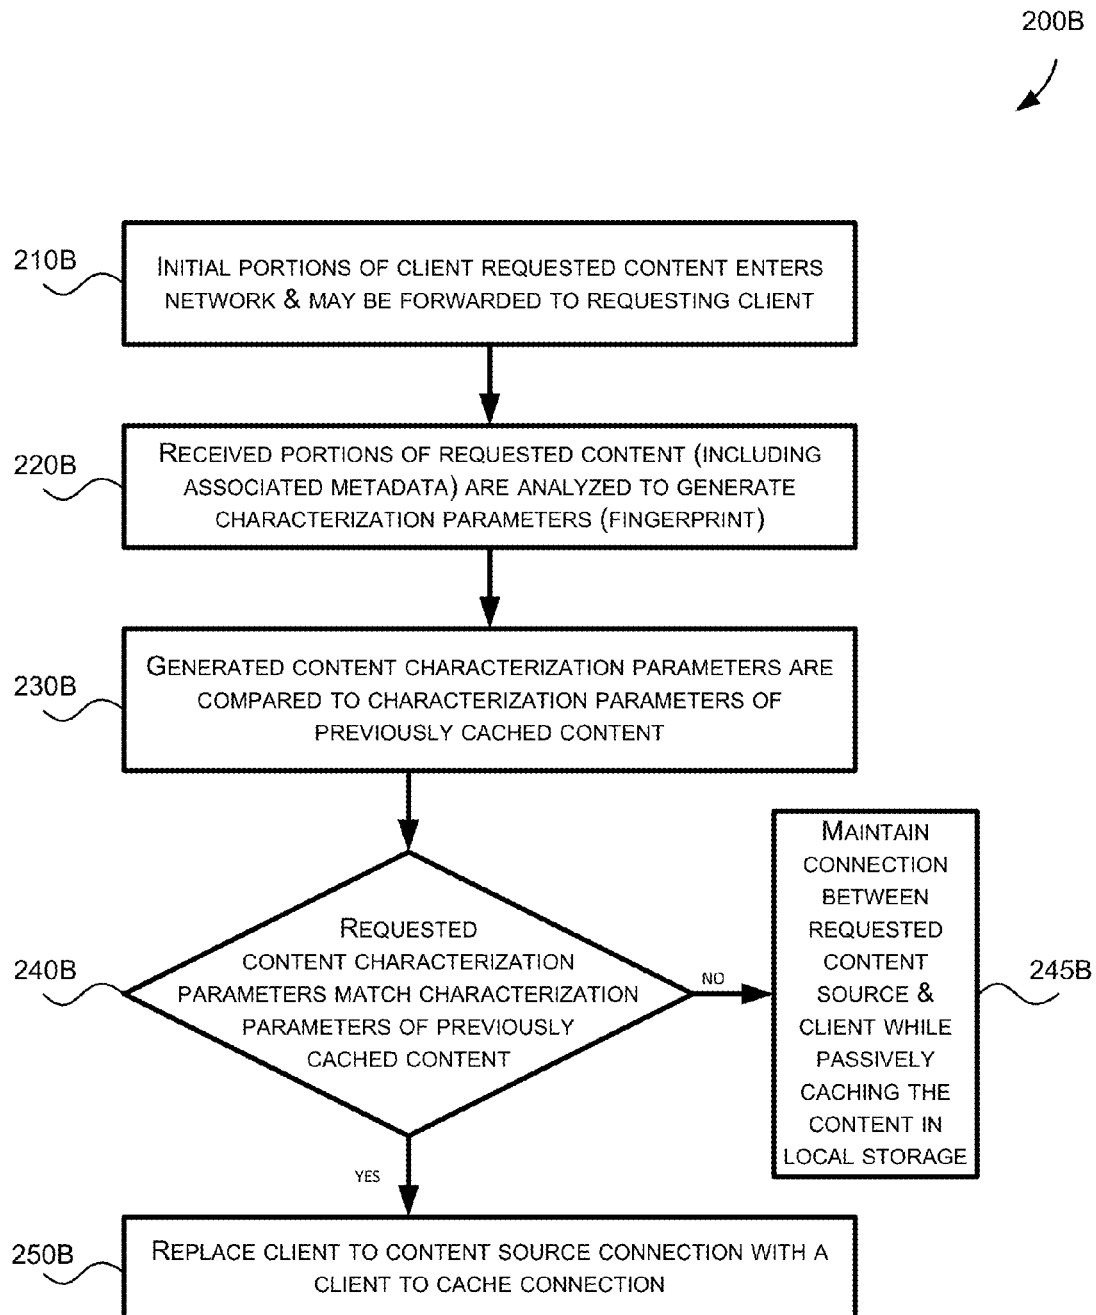 200B
210B
INITIAL PORTIONS OF CLIENT REQUESTED CONTENT ENTERS
NETWORK & MAY BE FORWARDED TO REQUESTING CLIENT
220B
RECEIVED PORTIONS OF REQUESTED CONTENT (INCLUDING
ASSOCIATED METADATA) ARE ANALYZED TO GENERATE
CHARACTERIZATION PARAMETERS (FINGERPRINT)
230B
GENERATED CONTENT CHARACTERIZATION PARAMETERS ARE
COMPARED TO CHARACTERIZATION PARAMETERS OF
PREVIOUSLY CACHED CONTENT
240B
REQUESTED
CONTENT CHARACTERIZATION
PARAMETERS MATCH CHARACTERIZATION
PARAMETERS OF PREVIOUSLY
CACHED CONTENT
NO
MAINTAIN
CONNECTION
BETWEEN
REQUESTED
CONTENT
SOURCE &
CLIENT WHILE
PASSIVELY
CACHING THE
CONTENT IN
LOCAL STORAGE
245B
YES
250B
REPLACE CLIENT TO CONTENT SOURCE CONNECTION WITH A
CLIENT TO CACHE CONNECTION